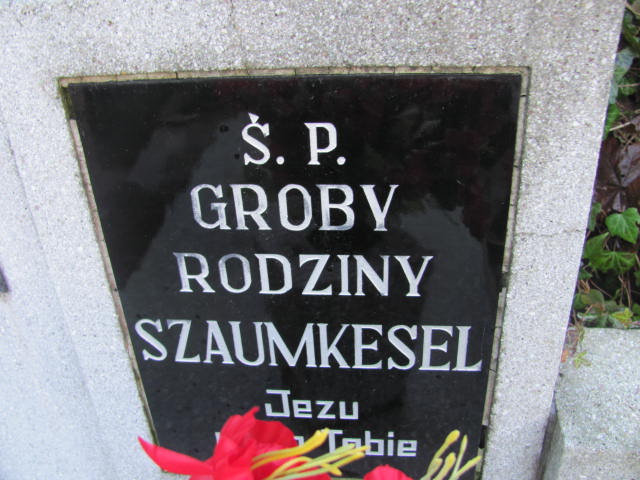 Š. P.
GROBY
RODZINY
SZAUMKESEL
Jezu
Tobie